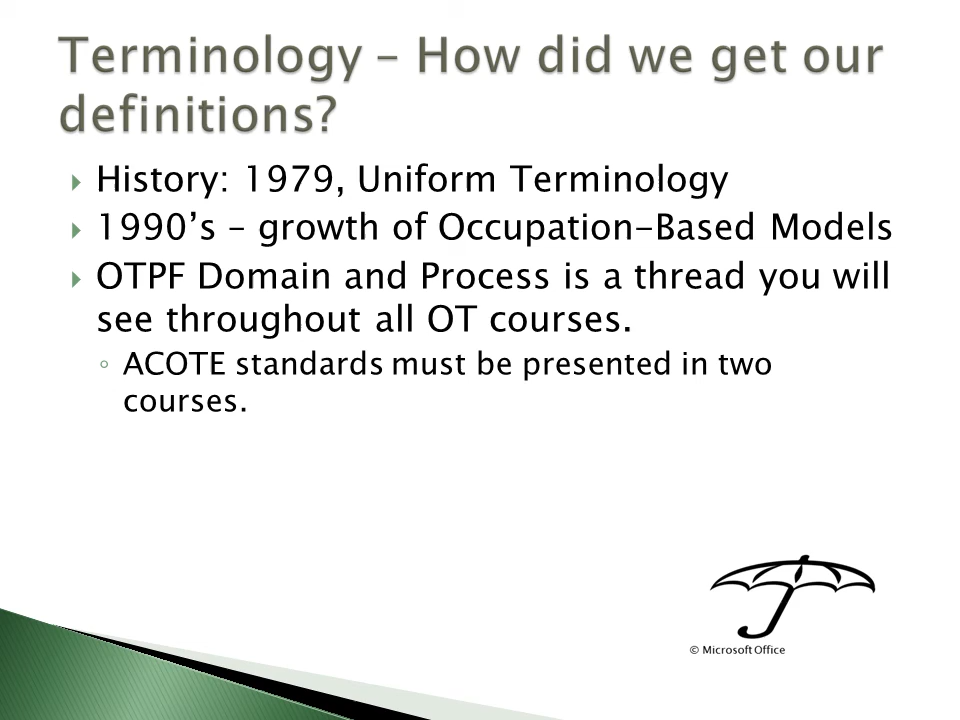 Terminology – How did we get our
definitions?
History: 1979, Uniform Terminology
1990’s – growth of Occupation-Based Models
OTPF Domain and Process is a thread you will
see throughout all OT courses.
ACOTE standards must be presented in two
courses.
© Microsoft Office